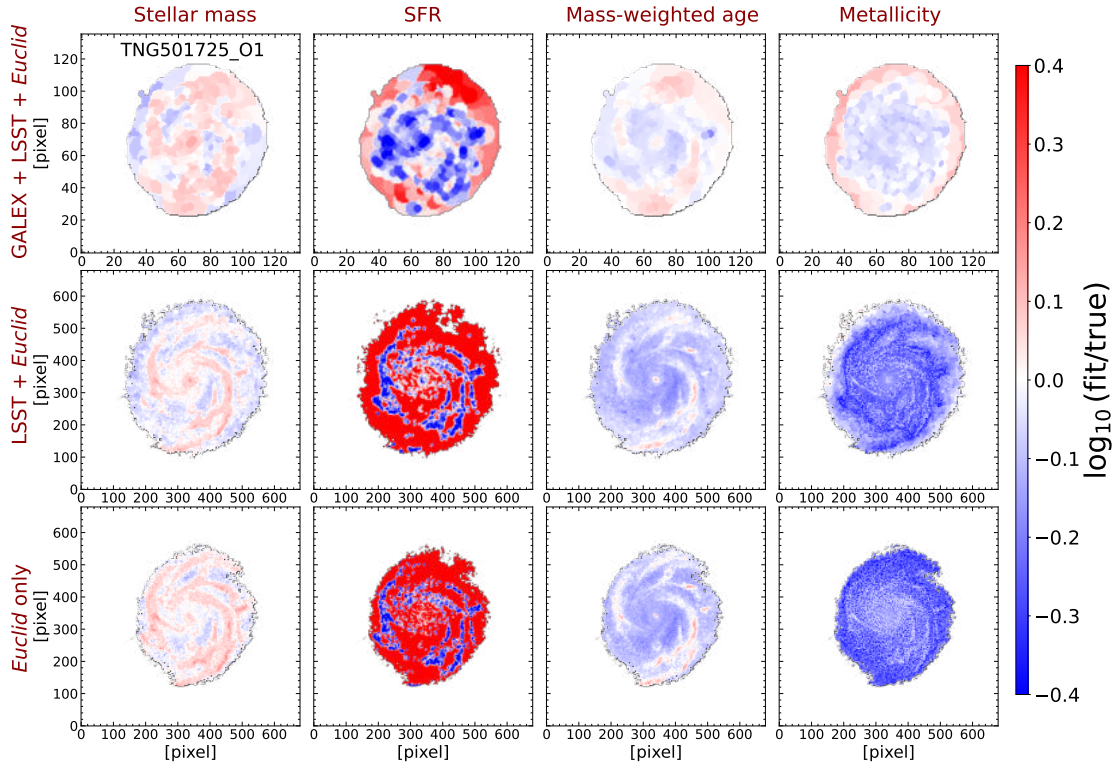 Stellar mass SFR Mass-weighted age Metallicity
TNG501725_O1
GALEX + LSST + Euclid
[pixel]
120
100
80
60
40
20
0
0 20 40 60 80 100 120
0 20 40 60 80 100 120
0 20 40 60 80 100 120
0 20 40 60 80 100 120
LSST + Euclid
[pixel]
600
500
400
300
200
100
0
0 100 200 300 400 500 600
0 100 200 300 400 500 600
0 100 200 300 400 500 600
0 100 200 300 400 500 600
Euclid only
[pixel]
600
500
400
300
200
100
0
0 100 200 300 400 500 600
0 100 200 300 400 500 600
0 100 200 300 400 500 600
0 100 200 300 400 500 600
[pixel] [pixel] [pixel] [pixel]
0.4
0.3
0.2
0.1
0.0
−0.1
−0.2
−0.3
−0.4
log₁₀ (fit/true)